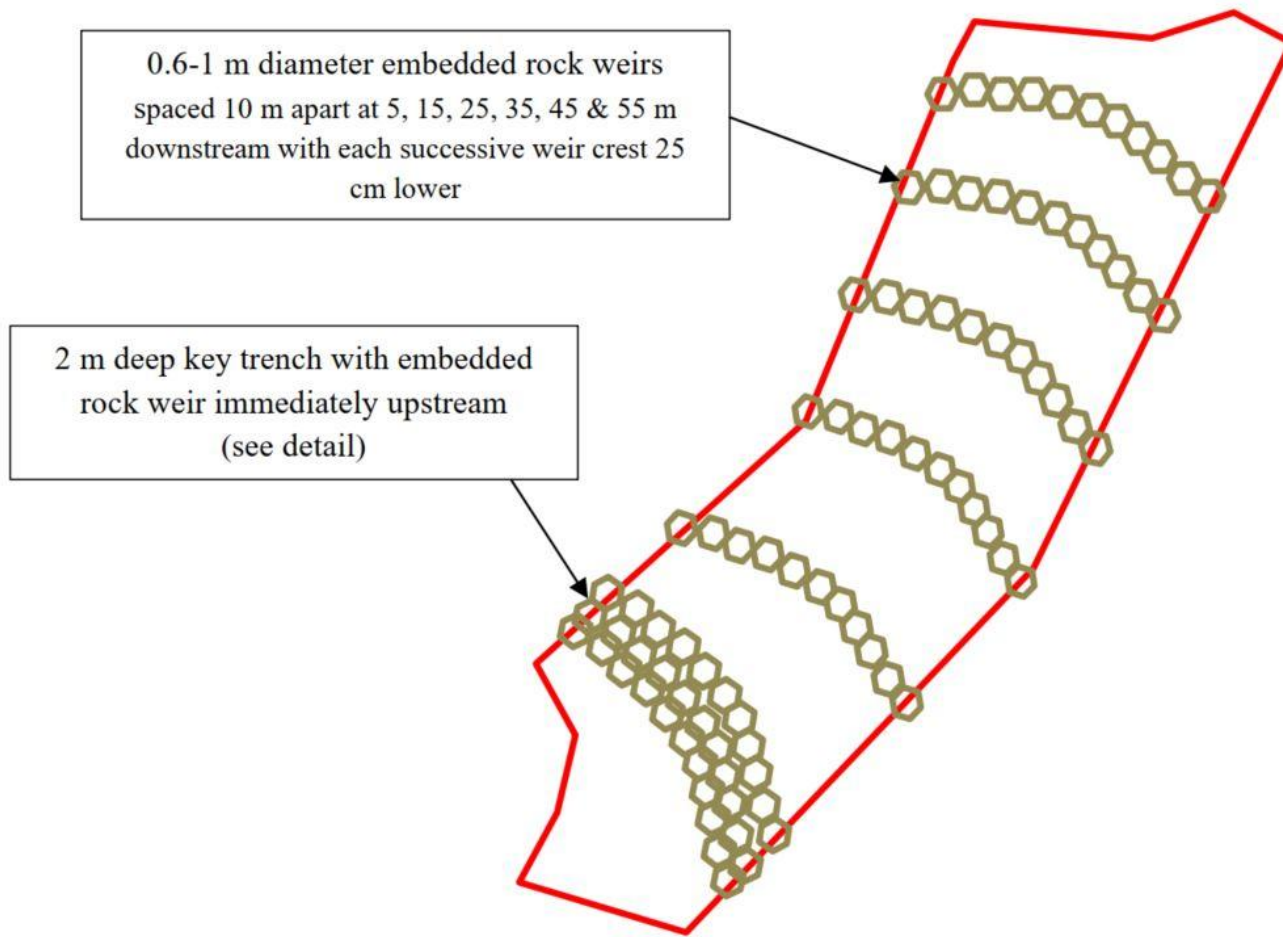 0.6-1 m diameter embedded rock weirs
spaced 10 m apart at 5, 15, 25, 35, 45 & 55 m
downstream with each successive weir crest 25
cm lower
2 m deep key trench with embedded
rock weir immediately upstream
(see detail)